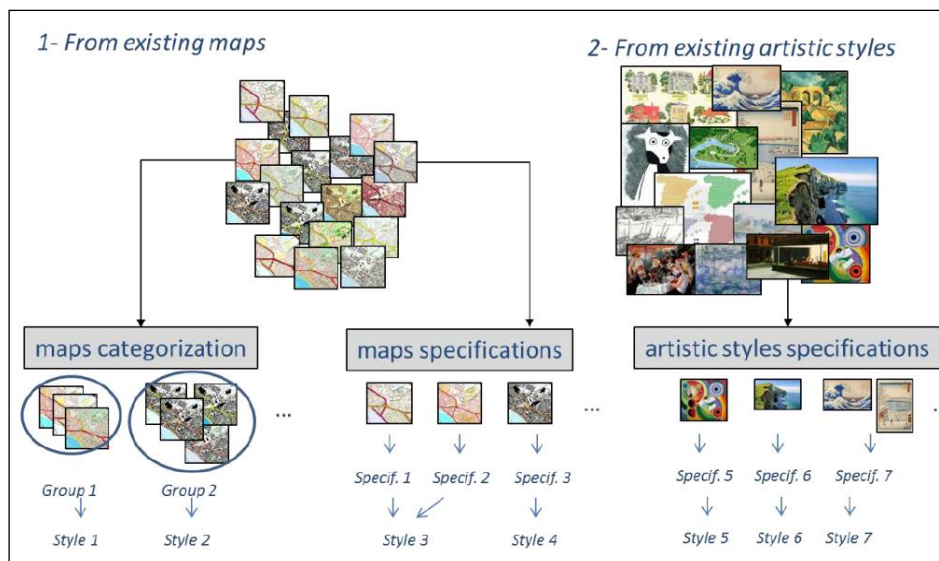 1- From existing maps
2- From existing artistic styles
maps categorization
maps specifications
artistic styles specifications
...
...
..
Specif. 1
Specif. 2
Specif. 3
Specif. 5
Specif. 6
Specif. 7
Group 1
Group 2
Style 1
Style 2
Style 3
Style 4
Style 5
Style 6
Style 7